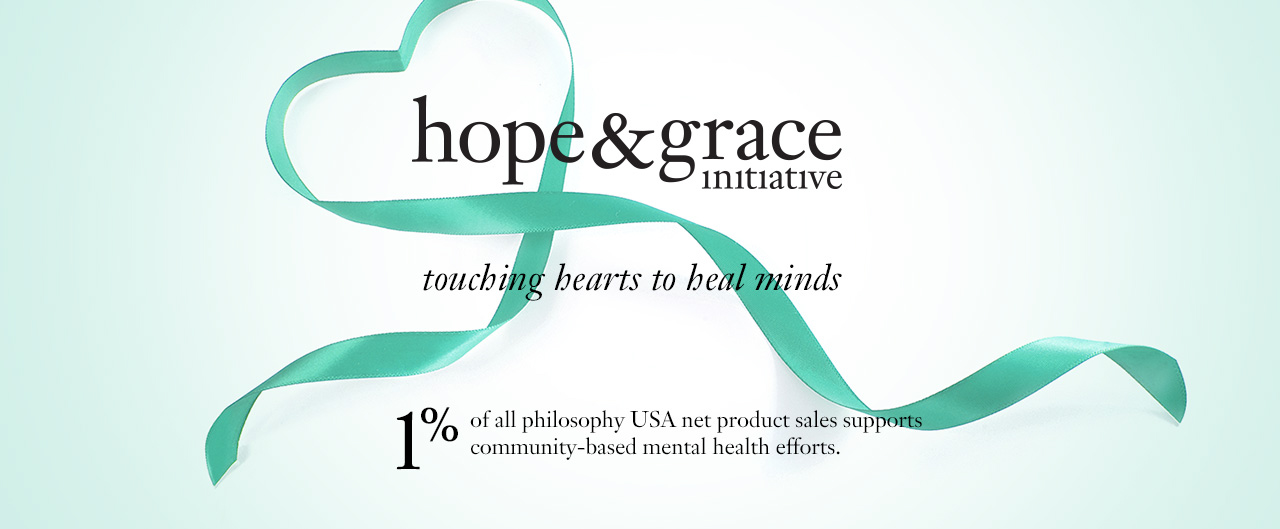 hope&grace
initiative
touching hearts to heal minds
1% of all philosophy USA net product sales supports
community-based mental health efforts.